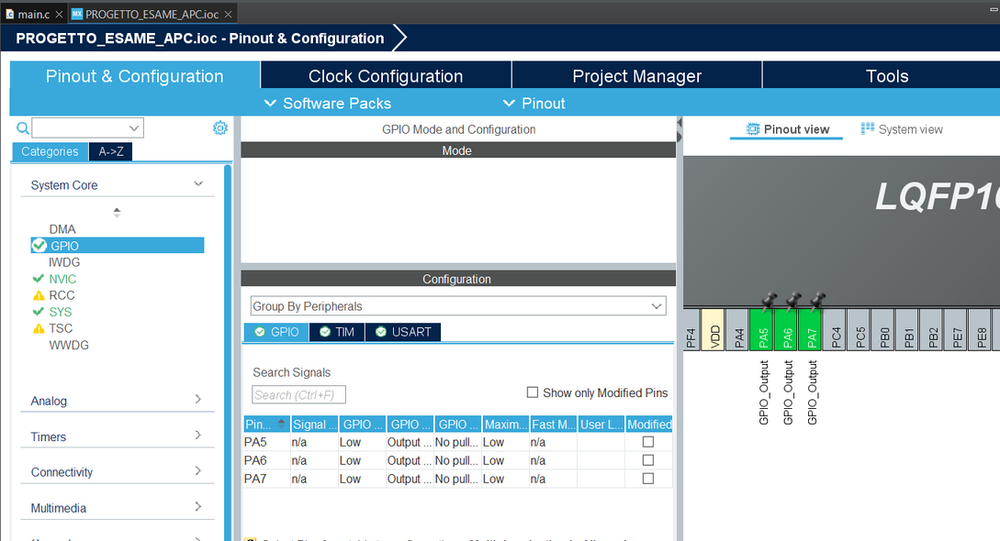 main.c
MX PROGETTO_ESAME_APC.ioc
PROGETTO_ESAME_APC.ioc - Pinout & Configuration
Pinout & Configuration
Clock Configuration
Project Manager
Tools
Software Packs
Pinout
Categories
A->Z
System Core
DMA
GPIO
IWDG
NVIC
RCC
SYS
TSC
WWDG
Analog
Timers
Connectivity
Multimedia
GPIO Mode and Configuration
Mode
Configuration
Group By Peripherals
GPIO
TIM
USART
Search Signals
Search (Ctrl+F)
Show only Modified Pins
Pin... Signal ... GPIO ... GPIO ... GPIO ... Maxim... Fast M... User L... Modified
PA5 n/a Low Output ... No pull... Low n/a
PA6 n/a Low Output ... No pull... Low n/a
PA7 n/a Low Output ... No pull... Low n/a
Pinout view
System view
LQFP10
PF4
VDD
PA4
PA5
PA6
PA7
PC4
PC5
PB0
PB1
PB2
PE7
PE8
GPIO_Output
GPIO_Output
GPIO_Output